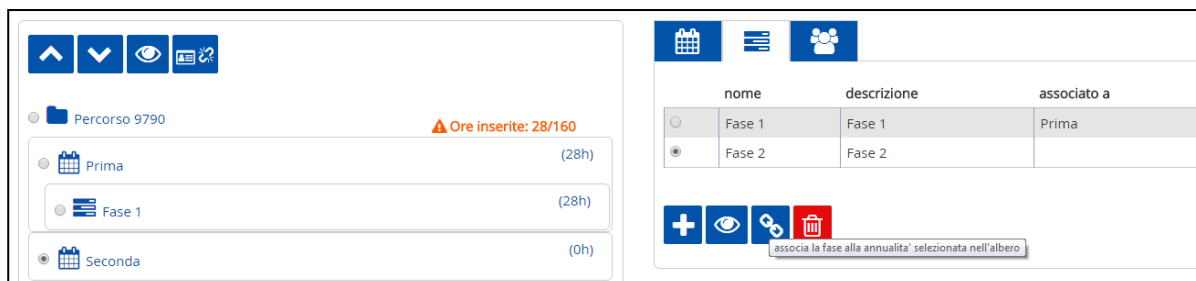 Percorso 9790
Ore inserite: 28/160
Prima (28h)
Fase 1 (28h)
Seconda (0h)
nome descrizione associato a
Fase 1 Fase 1 Prima
Fase 2 Fase 2
associa la fase alla annualita' selezionata nell'albero